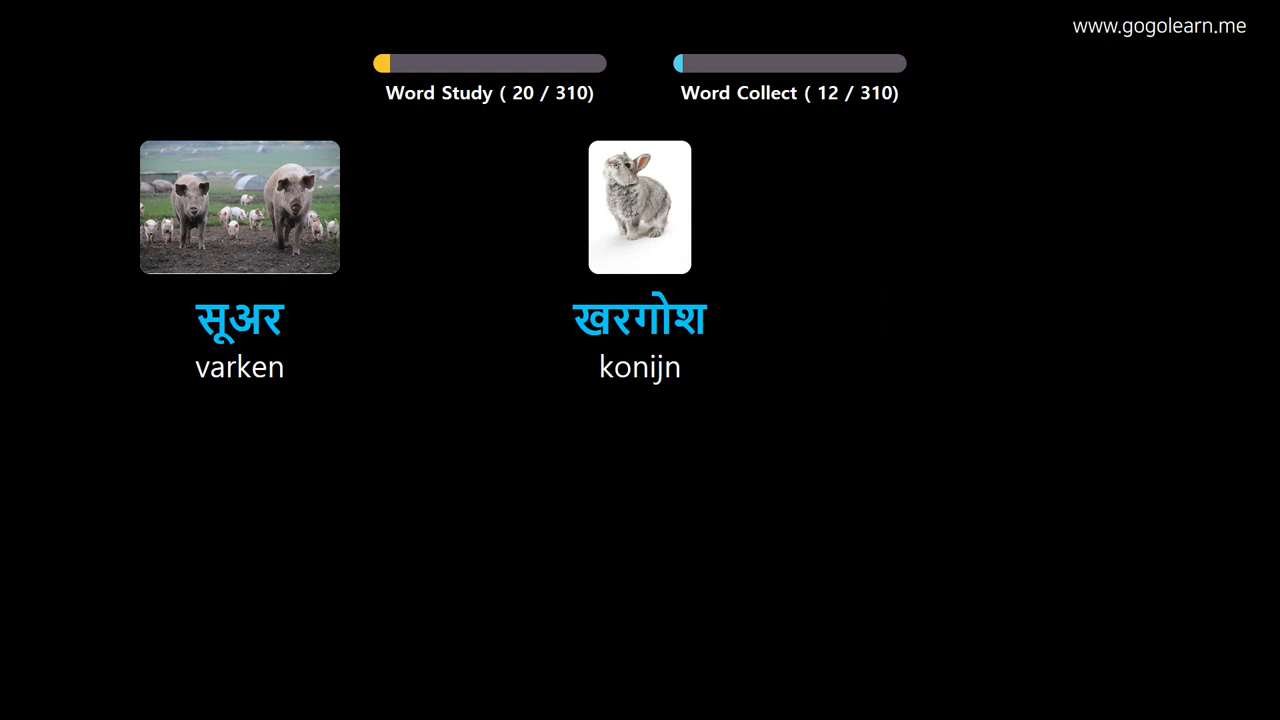 www.gogolearn.me
Word Study ( 20 / 310)
Word Collect ( 12 / 310)
सूअर
varken
खरगोश
konijn